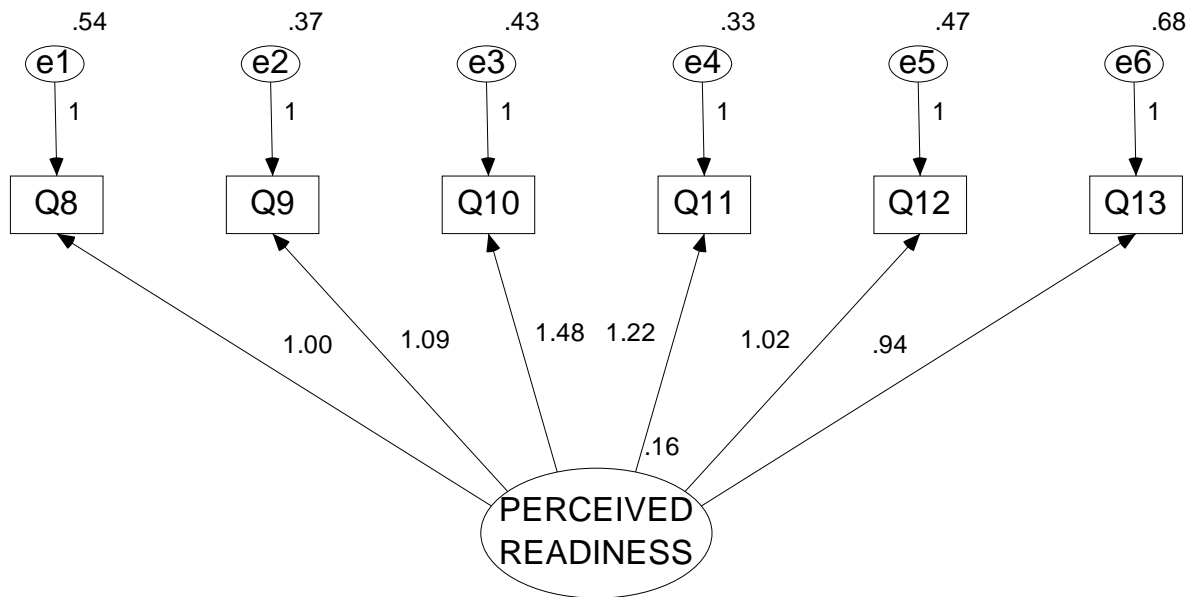 .54 .37 .43 .33 .47 .68
e1 e2 e3 e4 e5 e6
1 1 1 1 1 1
Q8 Q9 Q10 Q11 Q12 Q13
1.00 1.09 1.48 1.22 1.02 .94
.16
PERCEIVED
READINESS